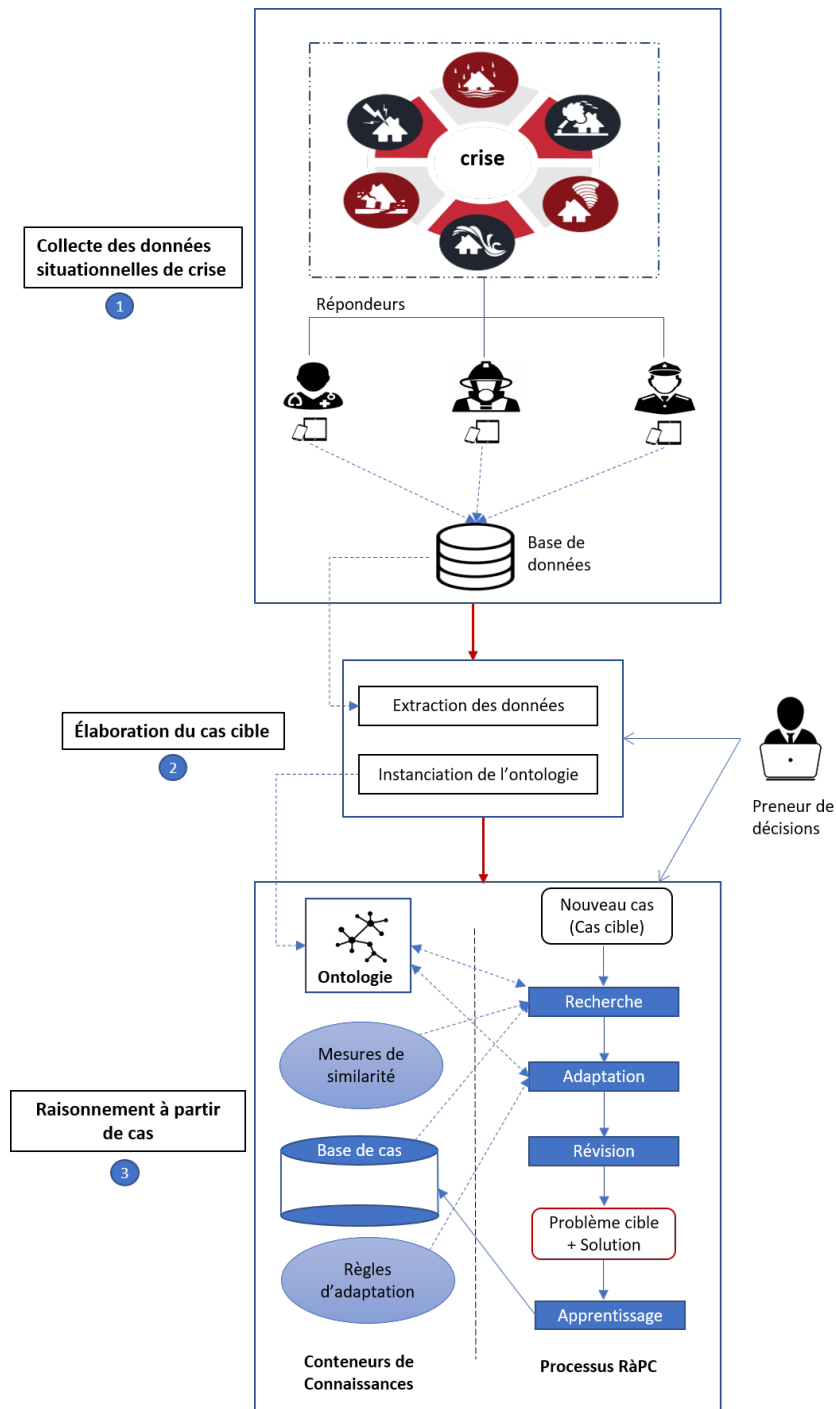 crise
Collecte des données
situationnelles de crise
1
Répondeurs
Base de
données
Extraction des données
Élaboration du cas cible
2
Instanciation de l'ontologie
Preneur de
décisions
Nouveau cas
(Cas cible)
Ontologie
Recherche
Mesures de
similarité
Adaptation
Raisonnement à partir
de cas
3
Base de cas
Révision
Problème cible
+ Solution
Règles
d'adaptation
Apprentissage
Conteneurs de
Connaissances
Processus RàPC